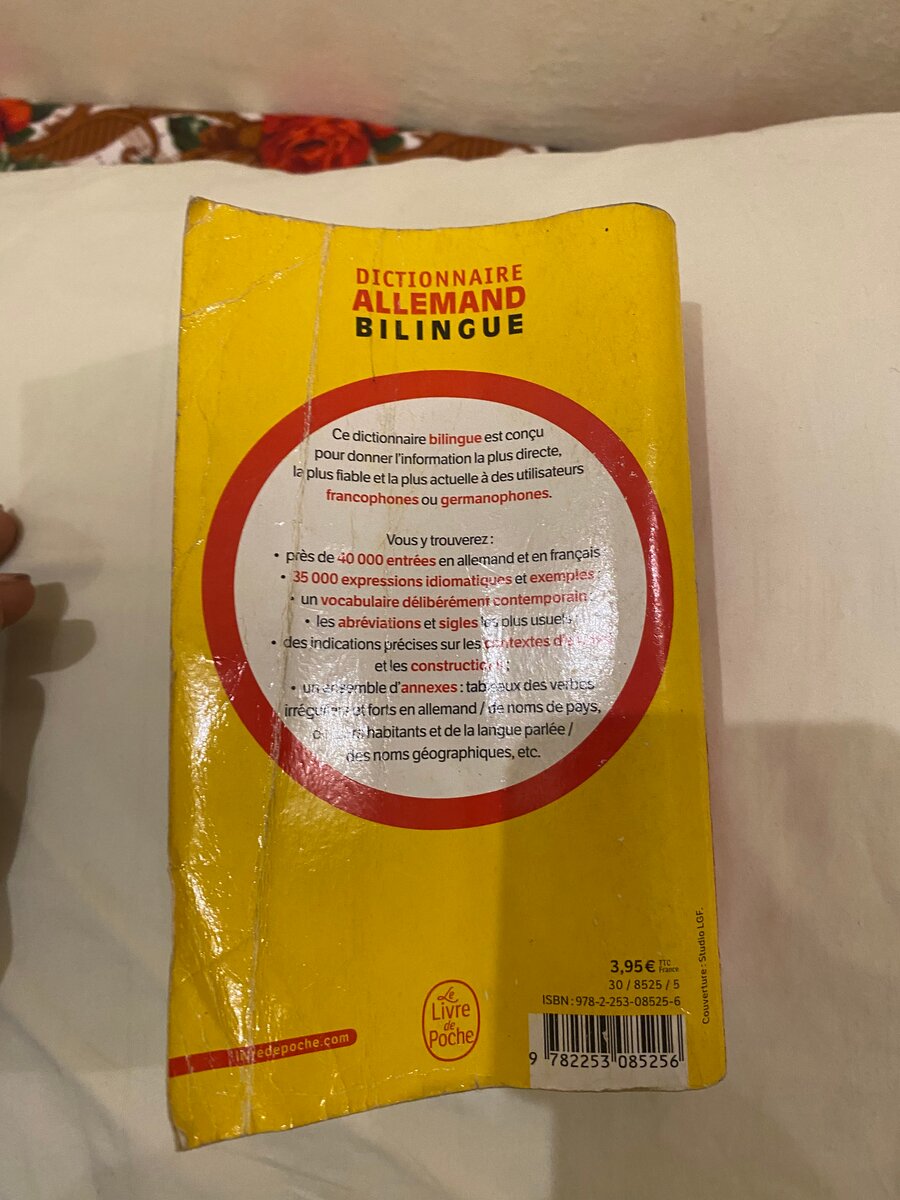 DICTIONNAIRE
ALLEMAND
BILINGUE
Ce dictionnaire bilingue est conçu
pour donner l'information la plus directe,
la plus fiable et la plus actuelle à des utilisateurs
francophones ou germanophones.
Vous y trouverez :
• près de 40 000 entrées en allemand et en français
• 35 000 expressions idiomatiques et exemples
• un vocabulaire délibérément contemporain ;
• les abréviations et sigles les plus usuels
• des indications précises sur les contextes
et les constructions ;
• un ensemble d'annexes : tableaux des verbes
irréguliers et forts en allemand / de noms de pays,
habitants et de la langue parlée /
des noms géographiques, etc.
3,95 € TTC France
30 / 8525 / 5
ISBN : 978-2-253-08525-6
9 782253 085256
Couverture : Studio LGF.
Le
Livre
de
Poche
livredepoche.com